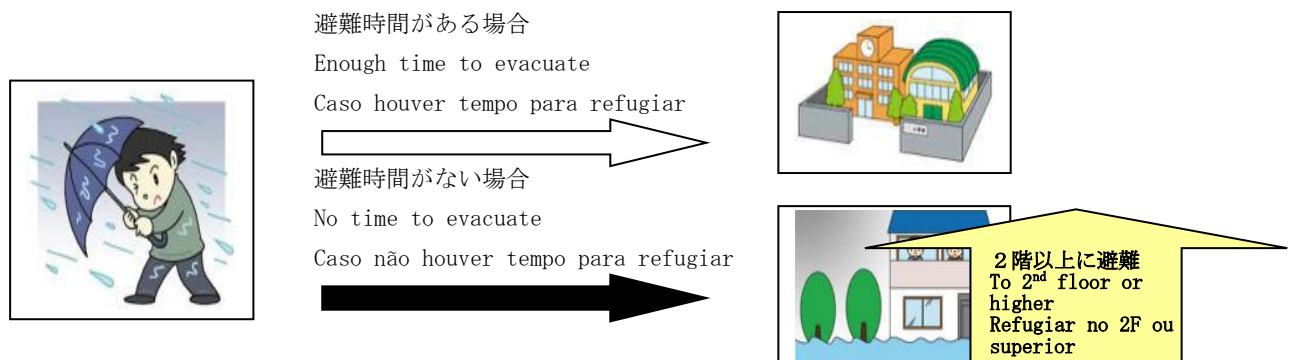 避難時間がある場合
Enough time to evacuate
Caso houver tempo para refugiar
避難時間がない場合
No time to evacuate
Caso não houver tempo para refugiar
２階以上に避難
To 2nd floor or
higher
Refugiar no 2F ou
superior